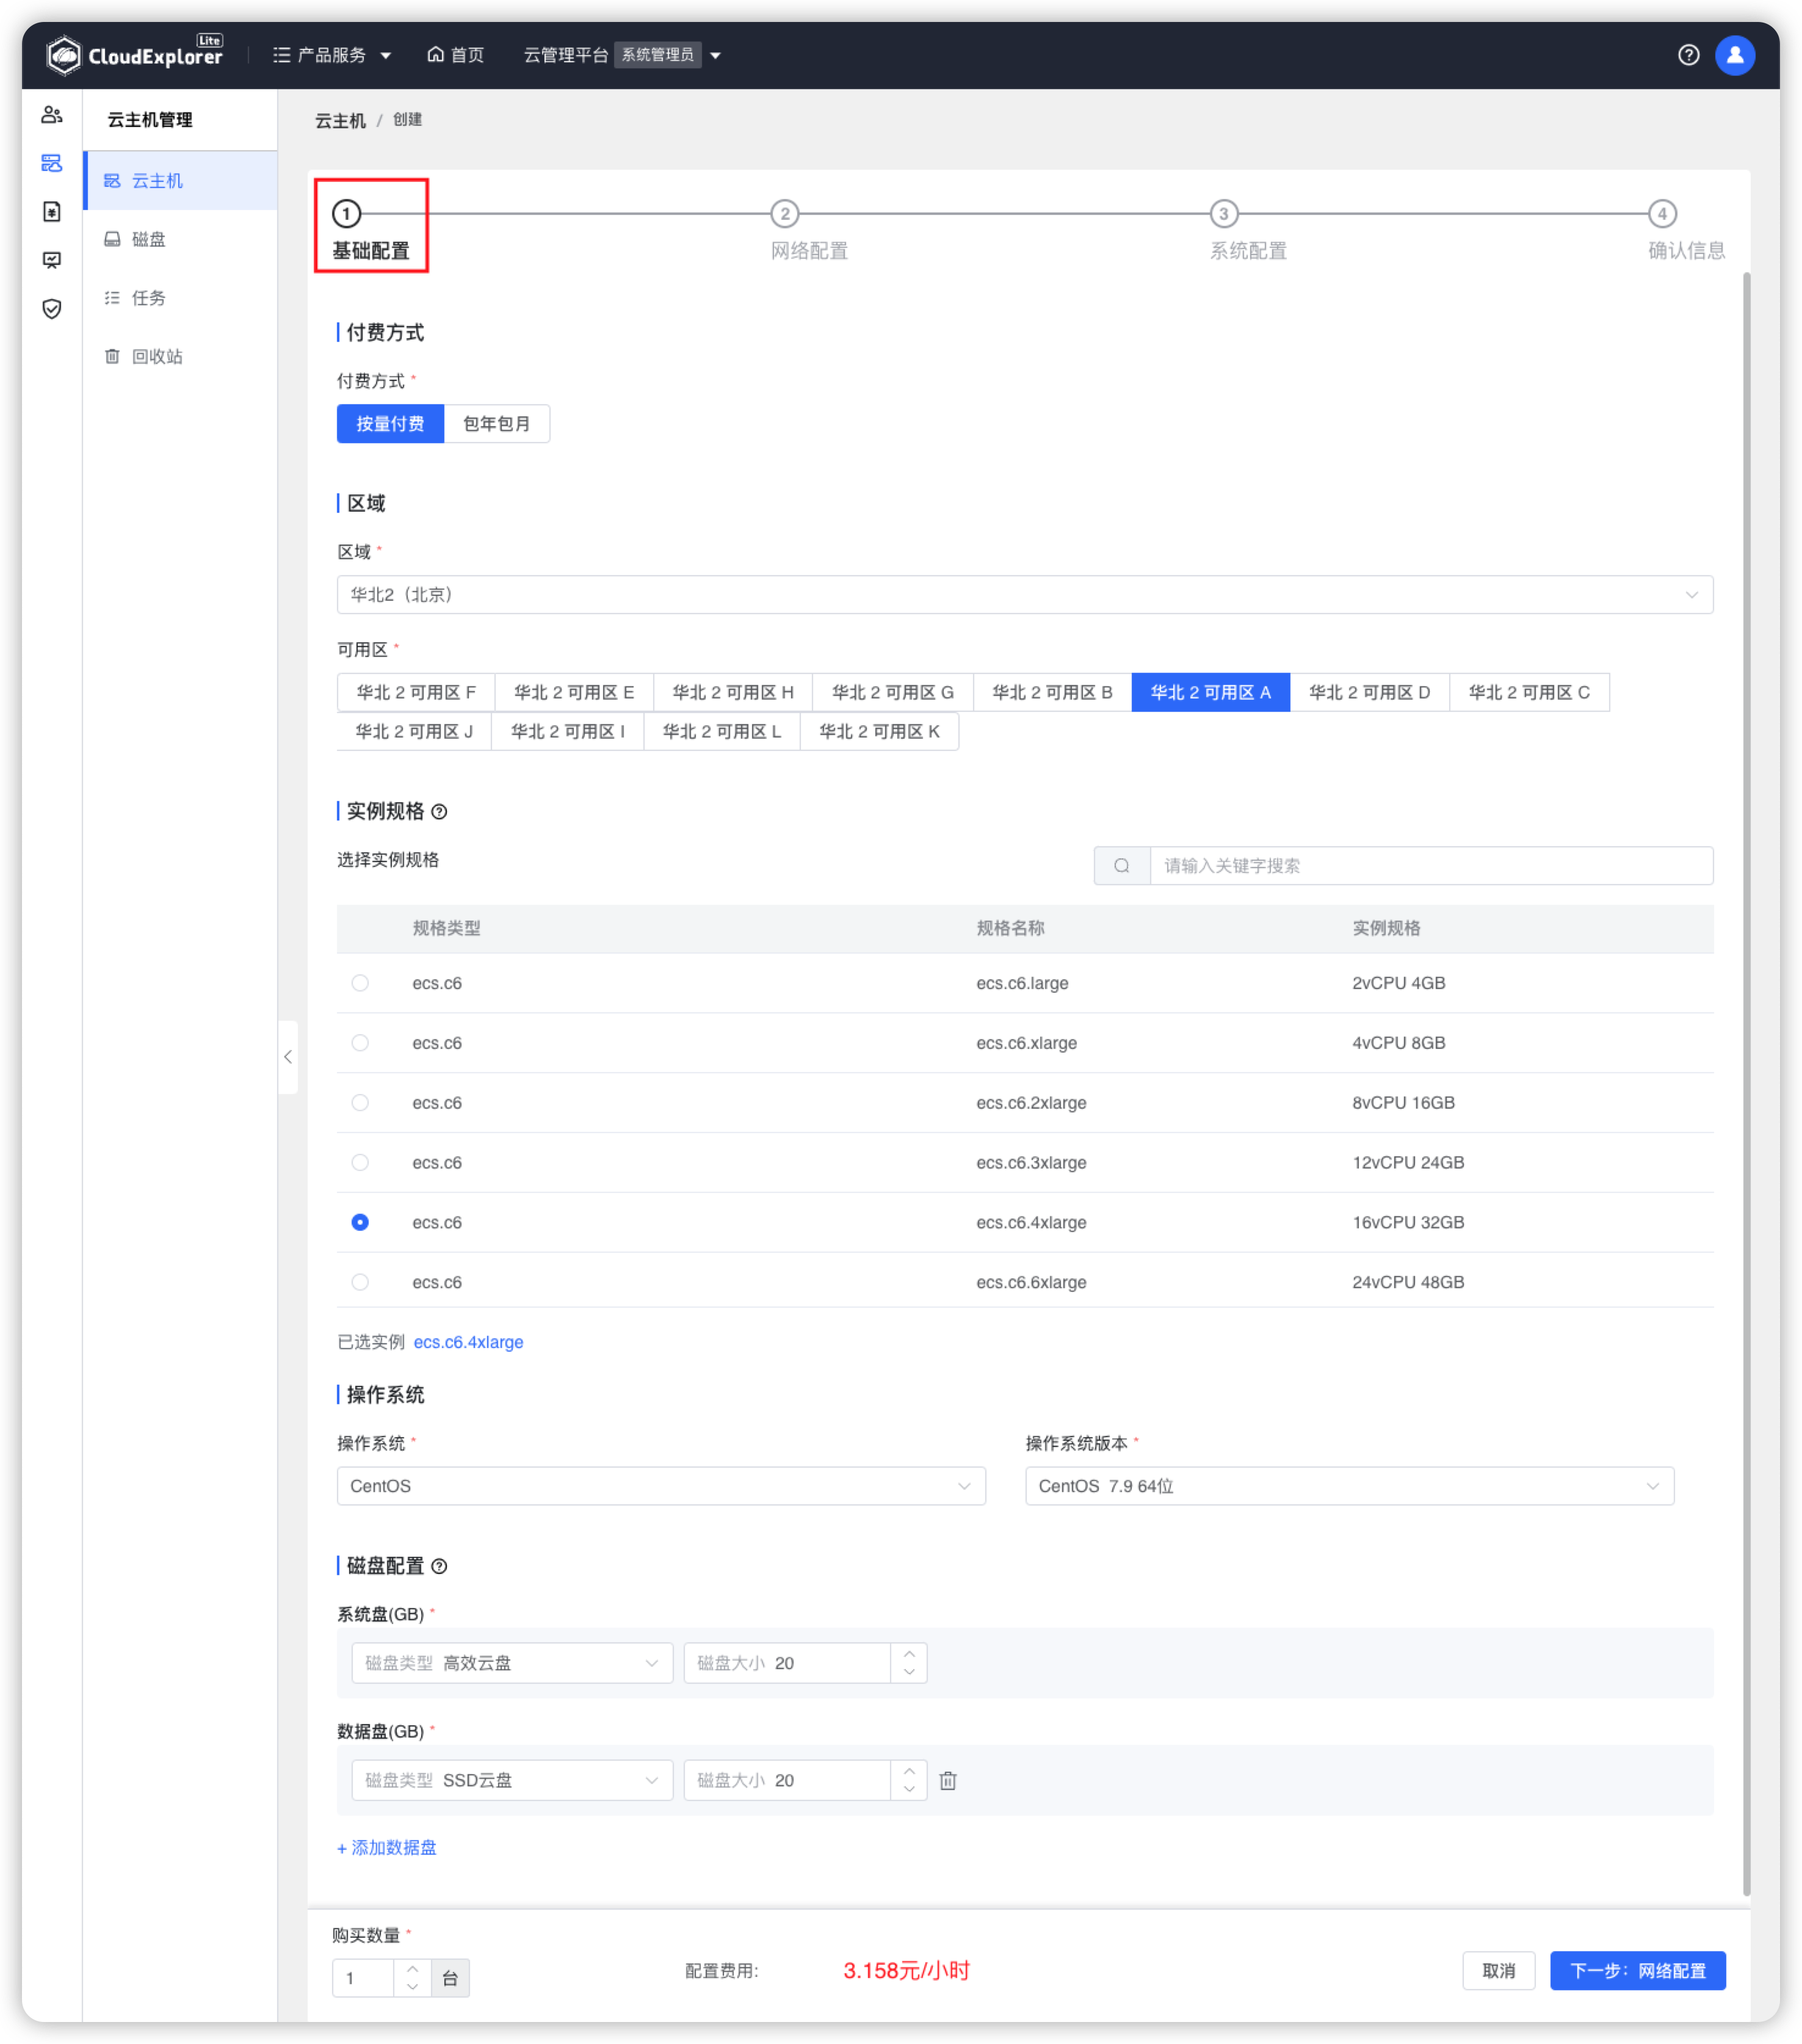 CloudExplorer Lite
产品服务
首页
云管理平台 系统管理员
云主机管理
云主机
磁盘
任务
回收站
云主机 / 创建
1
基础配置
2
网络配置
3
系统配置
4
确认信息
付费方式
付费方式 *
按量付费 包年包月
区域
区域 *
华北2（北京）
可用区 *
华北 2 可用区 F 华北 2 可用区 E 华北 2 可用区 H 华北 2 可用区 G 华北 2 可用区 B 华北 2 可用区 A 华北 2 可用区 D 华北 2 可用区 C
华北 2 可用区 J 华北 2 可用区 I 华北 2 可用区 L 华北 2 可用区 K
实例规格
选择实例规格
请输入关键字搜索
规格类型 规格名称 实例规格
ecs.c6 ecs.c6.large 2vCPU 4GB
ecs.c6 ecs.c6.xlarge 4vCPU 8GB
ecs.c6 ecs.c6.2xlarge 8vCPU 16GB
ecs.c6 ecs.c6.3xlarge 12vCPU 24GB
ecs.c6 ecs.c6.4xlarge 16vCPU 32GB
ecs.c6 ecs.c6.6xlarge 24vCPU 48GB
已选实例 ecs.c6.4xlarge
操作系统
操作系统 * 操作系统版本 *
CentOS CentOS 7.9 64位
磁盘配置
系统盘(GB) *
磁盘类型 高效云盘 磁盘大小 20
数据盘(GB) *
磁盘类型 SSD云盘 磁盘大小 20
+ 添加数据盘
购买数量 *
1 台
配置费用: 3.158元/小时
取消 下一步：网络配置